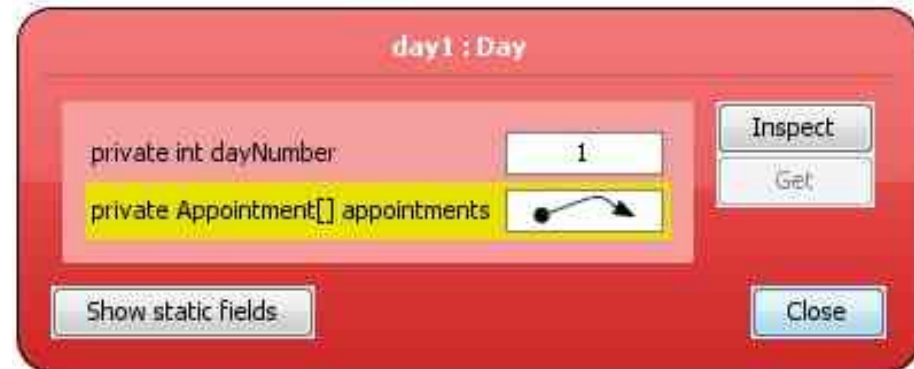 day1 : Day
private int dayNumber 1
Inspect
Get
private Appointment[] appointments
Show static fields
Close